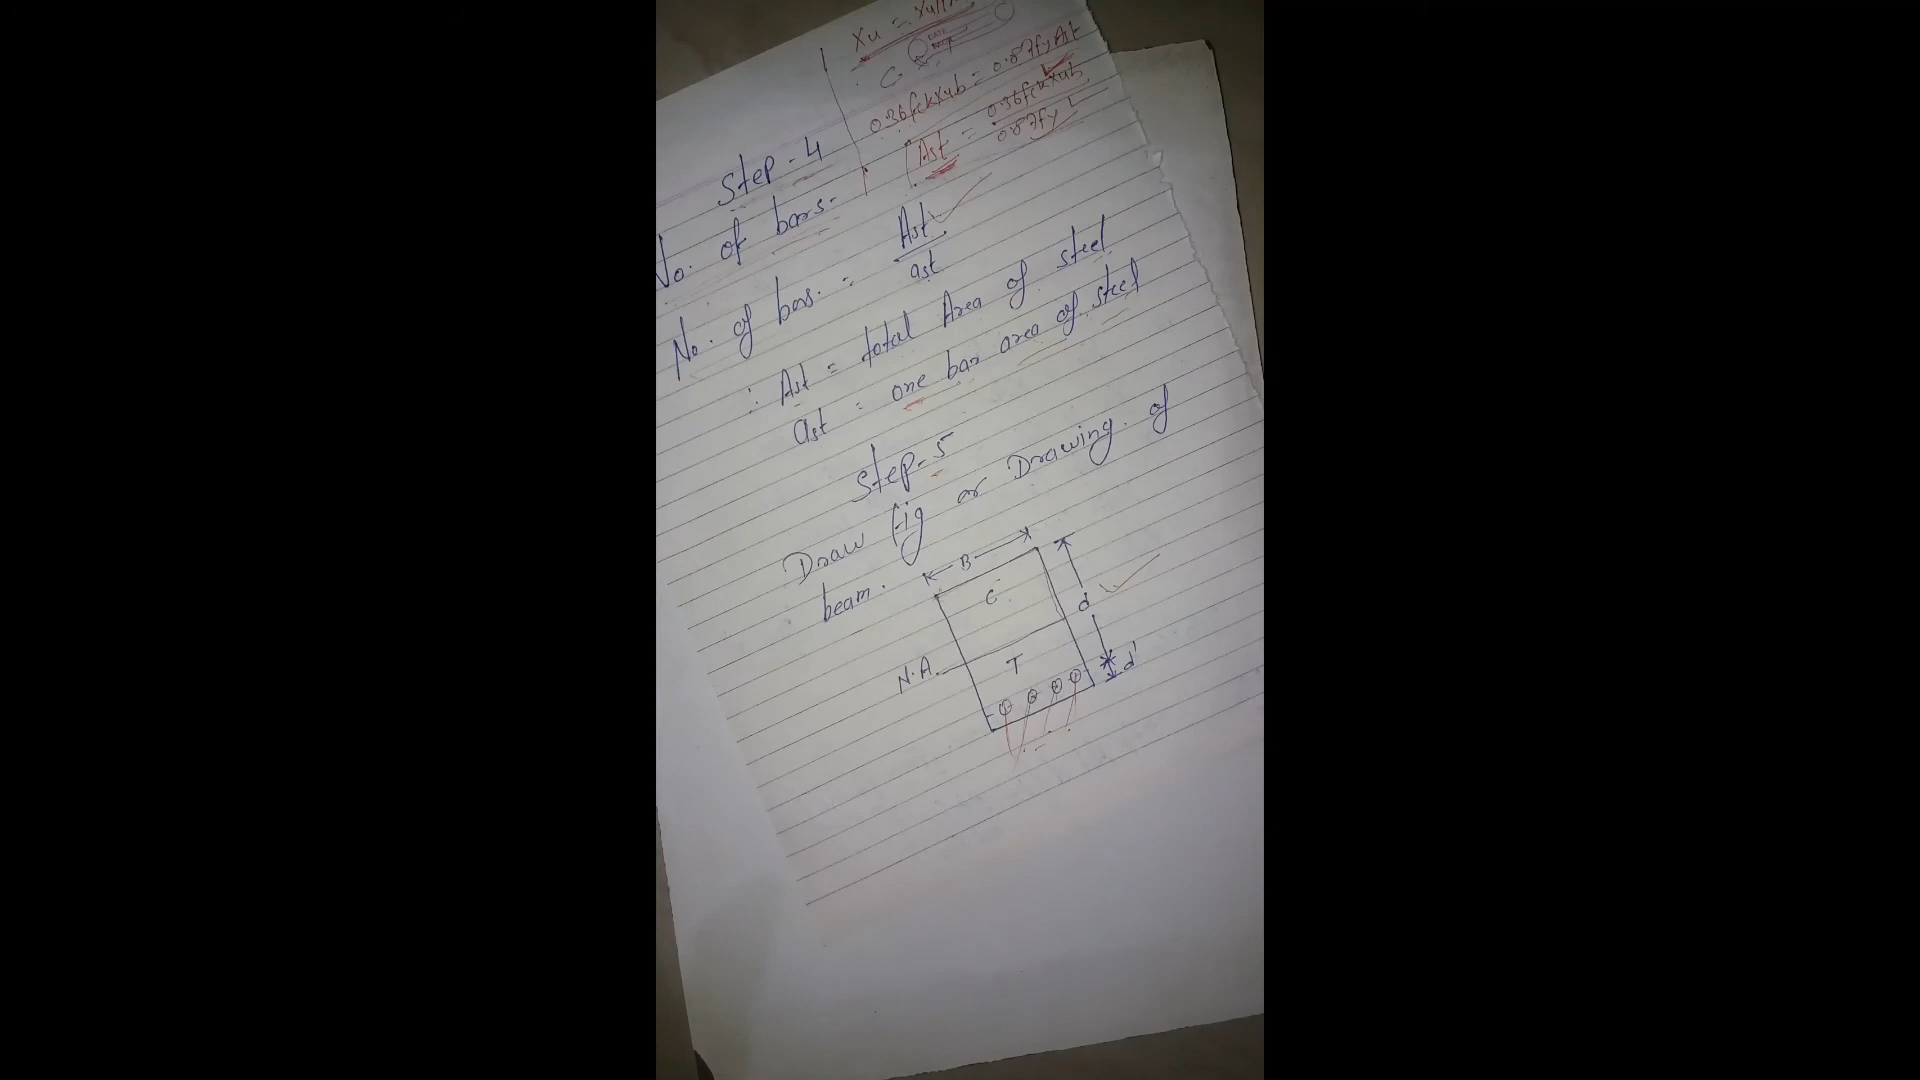 Xu = Xulim
DATE
PAGE
C = T
0.36fckxub = 0.87fyAst
Ast = 0.36fckxub
0.87fy
Step-4
No. of bars.
No. of bars. = Ast
ast
∴ Ast = total Area of steel
ast = one bar area of steel
Step-5
Draw fig or Drawing of
beam.
B
C
d
N.A.
T
d'